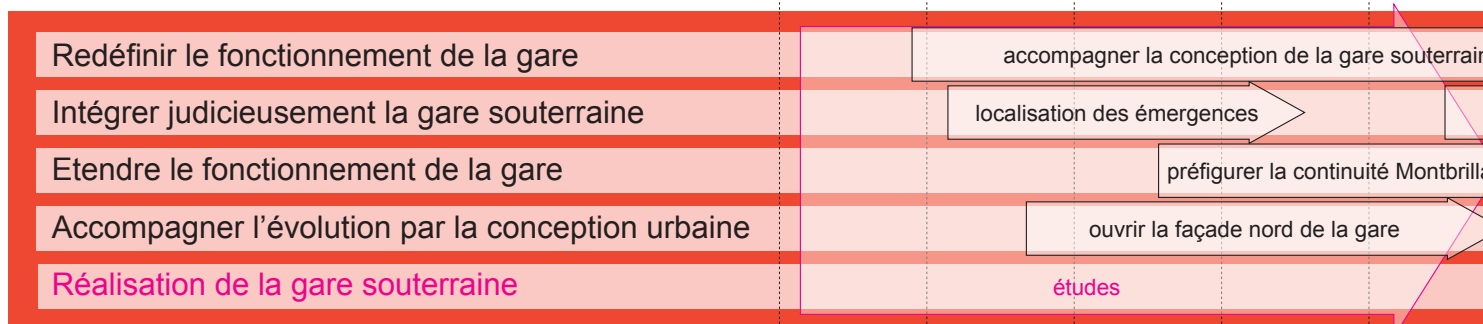 Redéfinir le fonctionnement de la gare
accompagner la conception de la gare
Intégrer judicieusement la gare souterraine
localisation des émergences
Etendre le fonctionnement de la gare
préfigurer la continuité
Accompagner l’évolution par la conception urbaine
ouvrir la façade nord de la gare
Réalisation de la gare souterraine
études